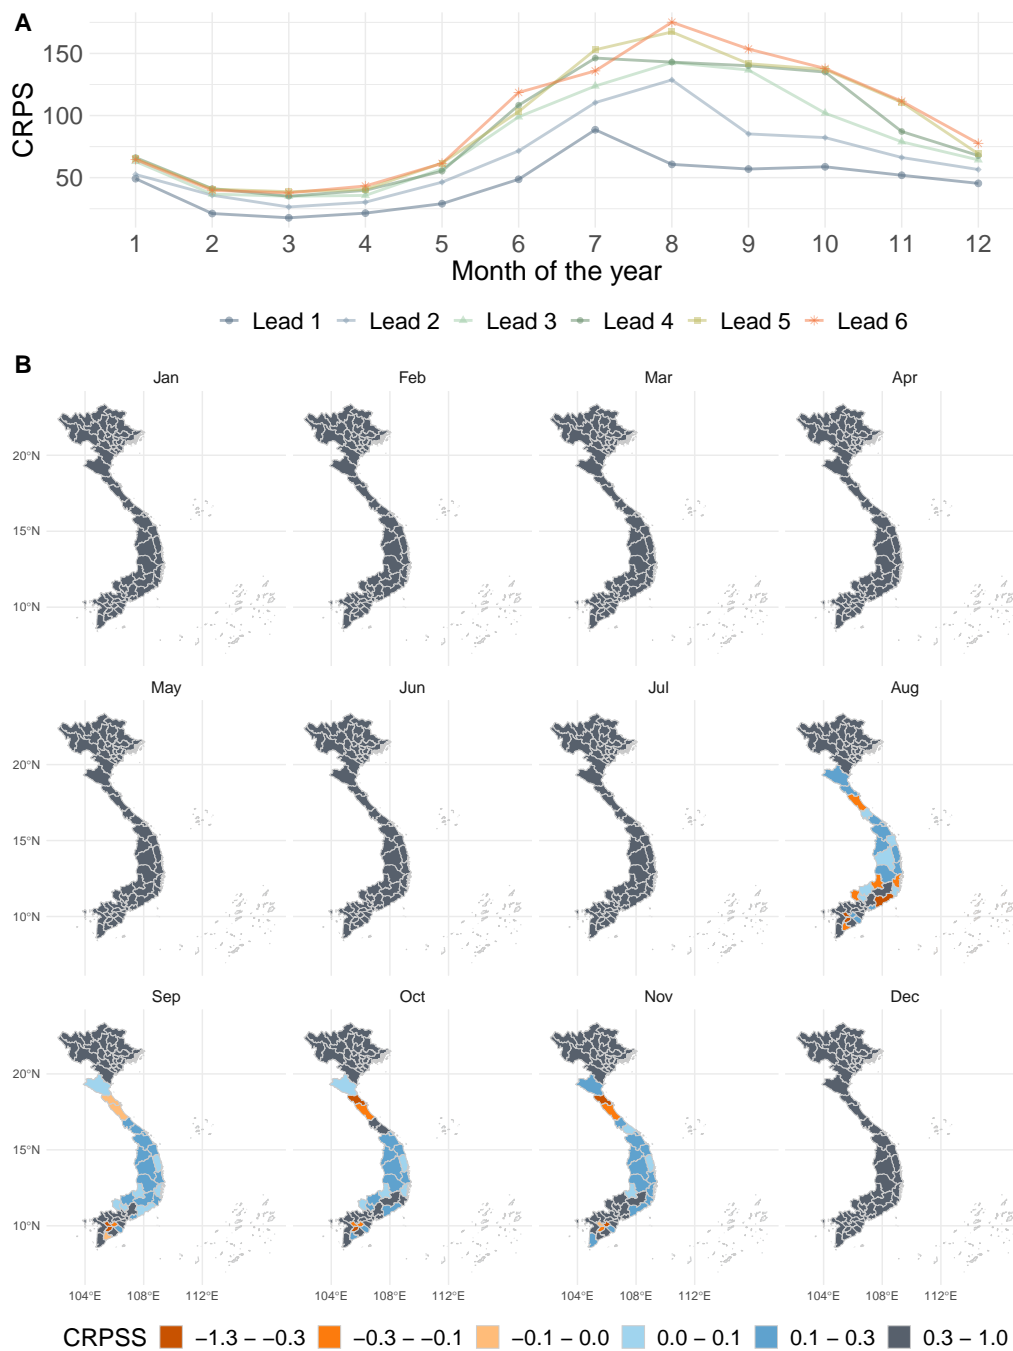 A
CRPS
150
100
50
1 2 3 4 5 6 7 8 9 10 11 12
Month of the year
Lead 1 Lead 2 Lead 3 Lead 4 Lead 5 Lead 6
B
Jan Feb Mar Apr
20°N
15°N
10°N
May Jun Jul Aug
20°N
15°N
10°N
Sep Oct Nov Dec
20°N
15°N
10°N
104°E 108°E 112°E 104°E 108°E 112°E 104°E 108°E 112°E 104°E 108°E 112°E
CRPSS −1.3 – −0.3 −0.3 – −0.1 −0.1 – 0.0 0.0 – 0.1 0.1 – 0.3 0.3 – 1.0